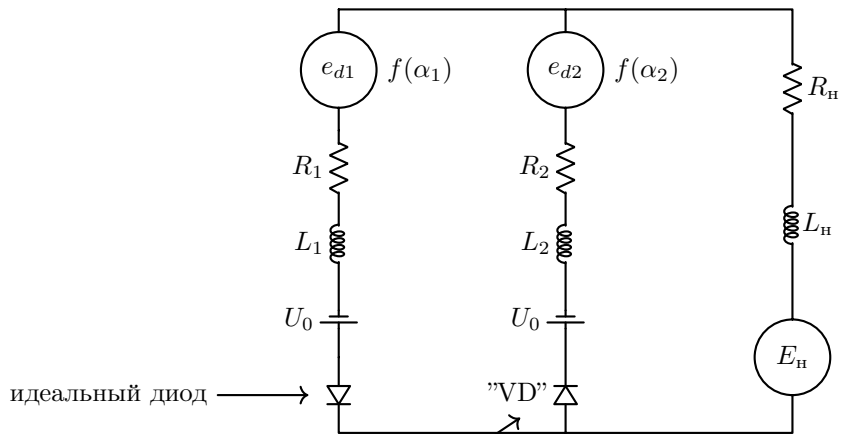 e_{d1} f(α_1) e_{d2} f(α_2)
R_н
R_1 R_2
L_1 L_2 L_н
U_0 U_0
E_н
идеальный диод "VD"